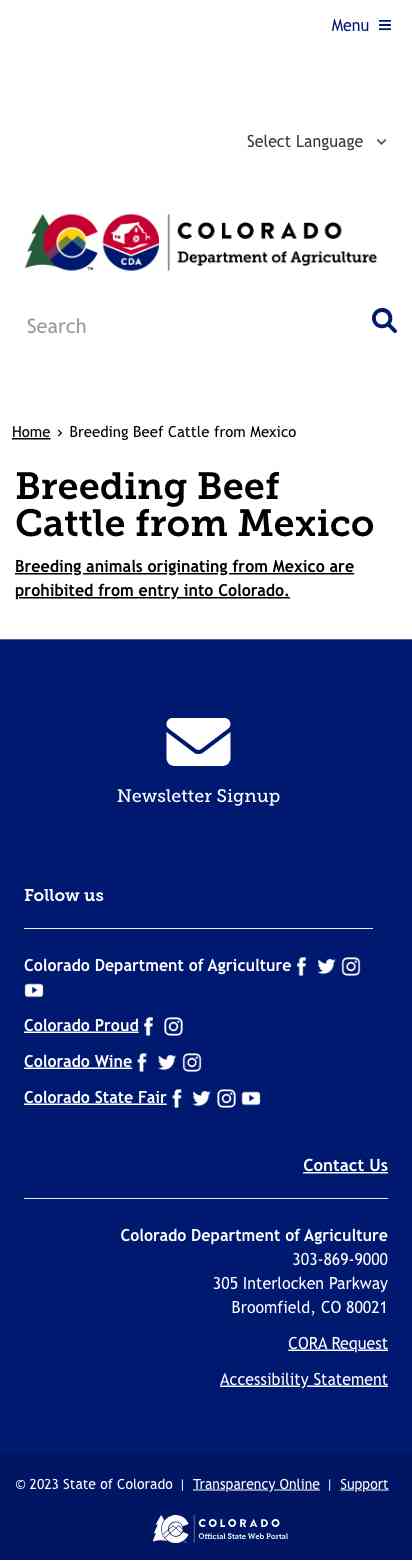 Menu
Select Language
COLORADO
Department of Agriculture
CDA
Search
Home › Breeding Beef Cattle from Mexico
Breeding Beef
Cattle from Mexico
Breeding animals originating from Mexico are
prohibited from entry into Colorado.
Newsletter Signup
Follow us
Colorado Department of Agriculture
Colorado Proud
Colorado Wine
Colorado State Fair
Contact Us
Colorado Department of Agriculture
303-869-9000
305 Interlocken Parkway
Broomfield, CO 80021
CORA Request
Accessibility Statement
© 2023 State of Colorado | Transparency Online | Support
COLORADO
Official State Web Portal